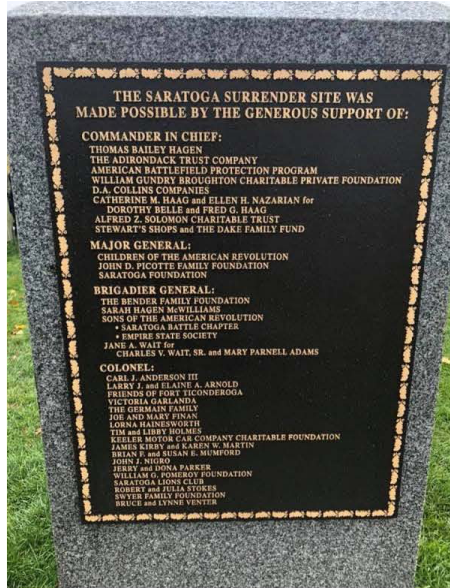 THE SARATOGA SURRENDER SITE WAS
MADE POSSIBLE BY THE GENEROUS SUPPORT OF:
COMMANDER IN CHIEF:
THOMAS BAILEY HAGEN
THE ADIRONDACK TRUST COMPANY
AMERICAN BATTLEFIELD PROTECTION PROGRAM
WILLIAM GUNDRY BROUGHTON CHARITABLE PRIVATE FOUNDATION
D.A. COLLINS COMPANIES
CATHERINE M. HAAG and ELLEN H. NAZARIAN for
DOROTHY BELLE and FRED G. HAAG
ALFRED Z. SOLOMON CHARITABLE TRUST
STEWART'S SHOPS and THE DAKE FAMILY FUND
MAJOR GENERAL:
CHILDREN OF THE AMERICAN REVOLUTION
JOHN D. PICOTTE FAMILY FOUNDATION
SARATOGA FOUNDATION
BRIGADIER GENERAL:
THE BENDER FAMILY FOUNDATION
SARAH HAGEN McWILLIAMS
SONS OF THE AMERICAN REVOLUTION
• SARATOGA BATTLE CHAPTER
• EMPIRE STATE SOCIETY
JANE A. WAIT for
CHARLES V. WAIT, SR. and MARY PARNELL ADAMS
COLONEL:
CARL J. ANDERSON III
LARRY J. and ELAINE A. ARNOLD
FRIENDS OF FORT TICONDEROGA
VICTORIA GARLANDA
THE GERMAIN FAMILY
JOE AND MARY FINAN
LORNA HAINESWORTH
TIM and LIBBY HOLMES
KEELER MOTOR CAR COMPANY CHARITABLE FOUNDATION
JAMES KIRBY and KAREN W. MARTIN
BRIAN F. and SUSAN E. MUMFORD
JOHN J. NIGRO
JERRY and DONA PARKER
WILLIAM G. POMEROY FOUNDATION
SARATOGA LIONS CLUB
ROBERT and JULIA STOKES
SWYER FAMILY FOUNDATION
BRUCE and LYNNE VENTER